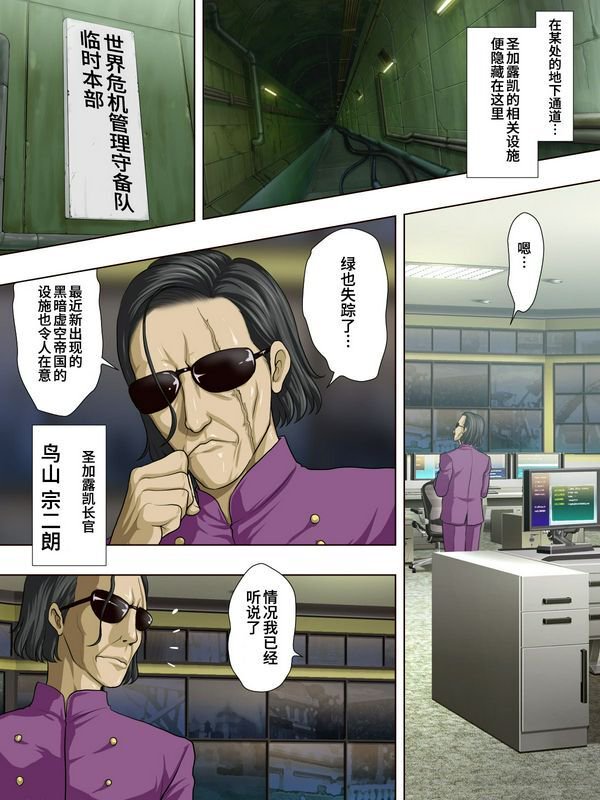 在某处的地下通道…
圣加露凯的相关设施
便隐藏在这里
世界危机管理守备队
临时本部
嗯…
绿也失踪了…
最近新出现的
黑暗虚空帝国的
设施也令人在意
圣加露凯长官
鸟山 宗二朗
情况我已经
听说了